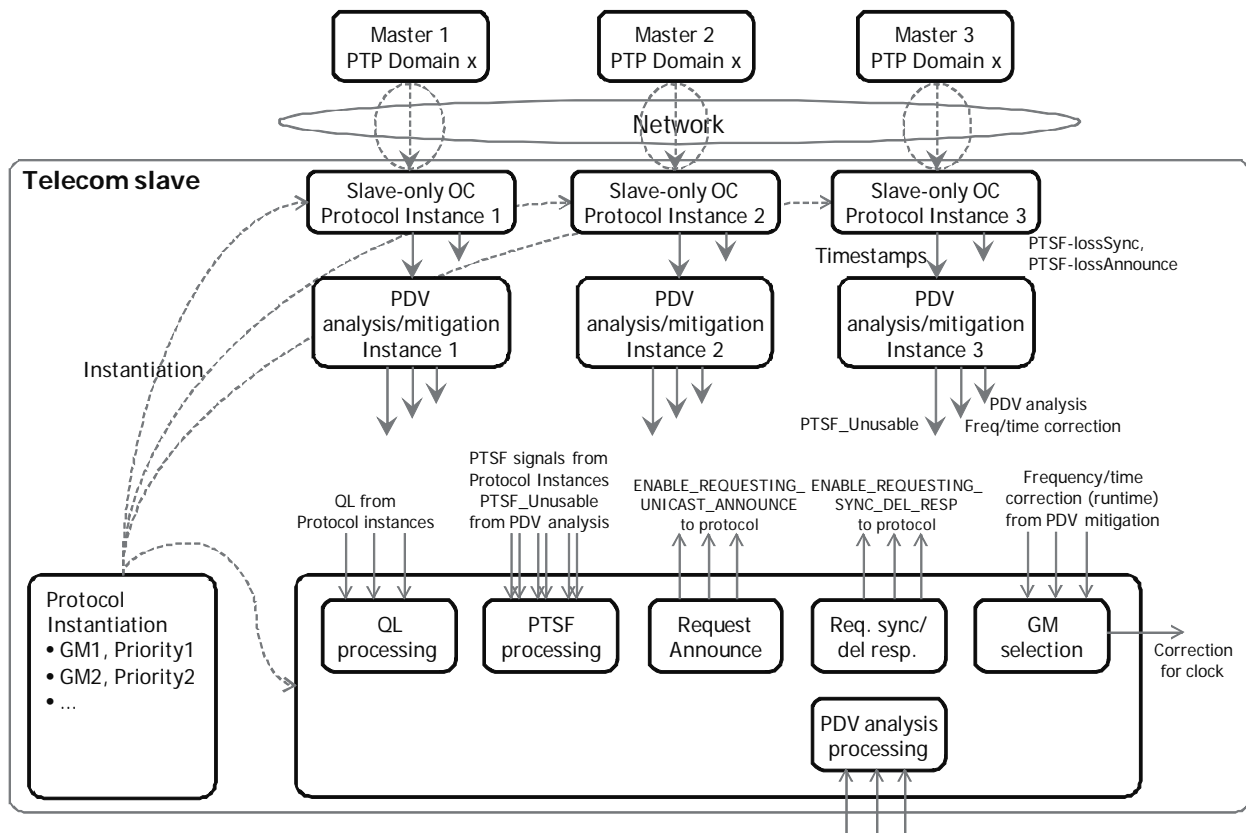 Master 1
PTP Domain x
Master 2
PTP Domain x
Master 3
PTP Domain x
Network
Telecom slave
Slave-only OC
Protocol Instance 1
Slave-only OC
Protocol Instance 2
Slave-only OC
Protocol Instance 3
Timestamps
PTSF-lossSync,
PTSF-lossAnnounce
PDV
analysis/mitigation
Instance 1
PDV
analysis/mitigation
Instance 2
PDV
analysis/mitigation
Instance 3
Instantiation
PTSF_Unusable
PDV analysis
Freq/time correction
QL from
Protocol instances
PTSF signals from
Protocol Instances
PTSF_Unusable
from PDV analysis
ENABLE_REQUESTING_
UNICAST_ANNOUNCE
to protocol
ENABLE_REQUESTING_
SYNC_DEL_RESP
to protocol
Frequency/time
correction (runtime)
from PDV mitigation
Protocol
Instantiation
• GM1, Priority1
• GM2, Priority2
• ...
QL
processing
PTSF
processing
Request
Announce
Req. sync/
del resp.
GM
selection
Correction
for clock
PDV analysis
processing